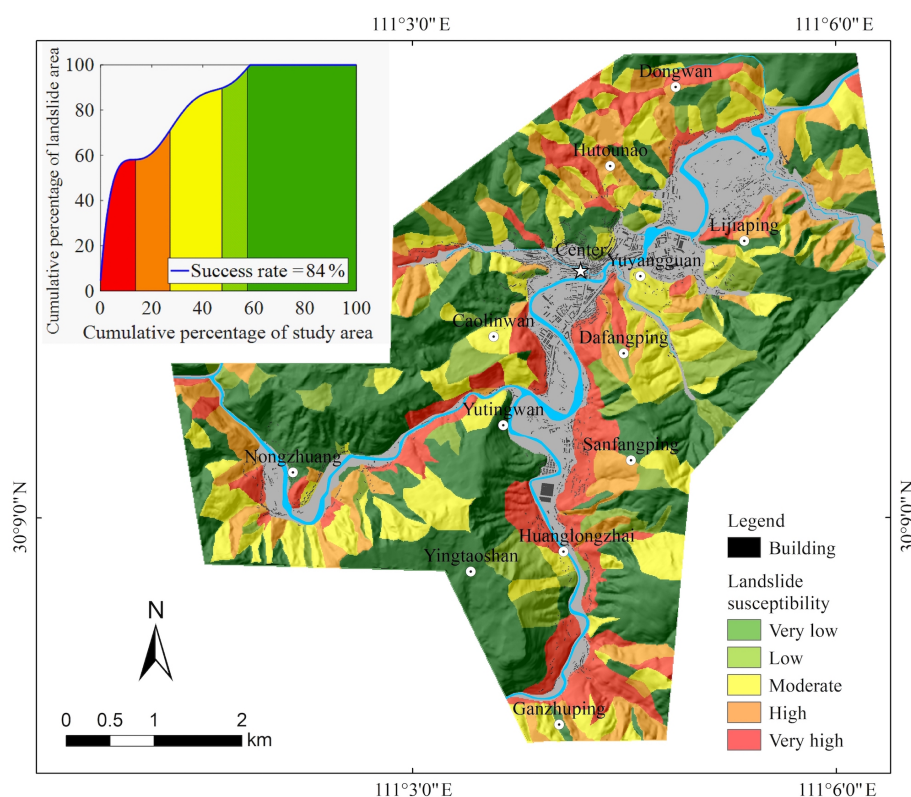 111°3'0"E
111°6'0"E
Cumulative percentage of landslide area
100
80
60
40
20
0
Success rate = 84%
0 20 40 60 80 100
Cumulative percentage of study area
Dongwan
Hutounao
Lijiaping
Center
Yuyangguan
Caolinwan
Dafangping
Yutingwan
Sanfangping
Nongzhuang
Huanglongzhai
Yingtaoshan
Ganzhuping
30°9'0"N
30°9'0"N
Legend
Building
Landslide
susceptibility
Very low
Low
Moderate
High
Very high
N
0 0.5 1 2
km
111°3'0"E
111°6'0"E